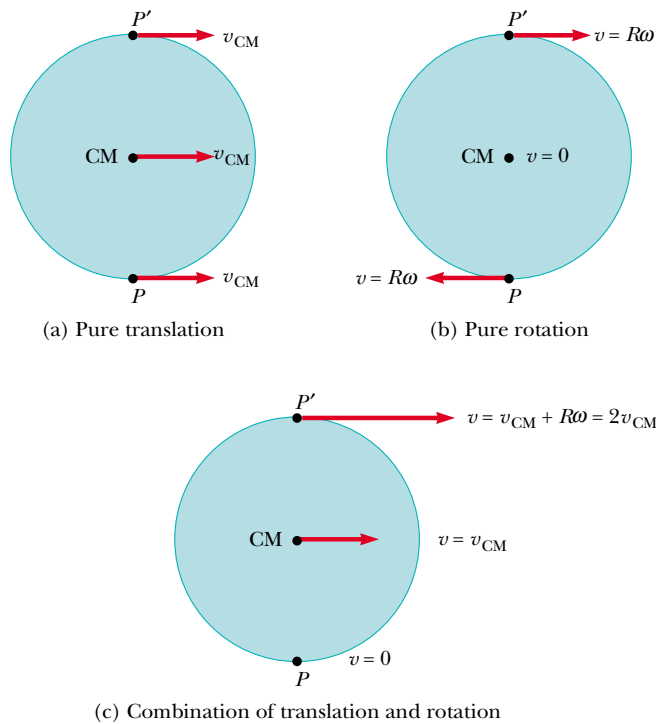 P′ P′
v_CM v = Rω
CM v_CM CM v = 0
v_CM v = Rω
P P
(a) Pure translation (b) Pure rotation
P′
v = v_CM + Rω = 2v_CM
CM v = v_CM
v = 0
P
(c) Combination of translation and rotation